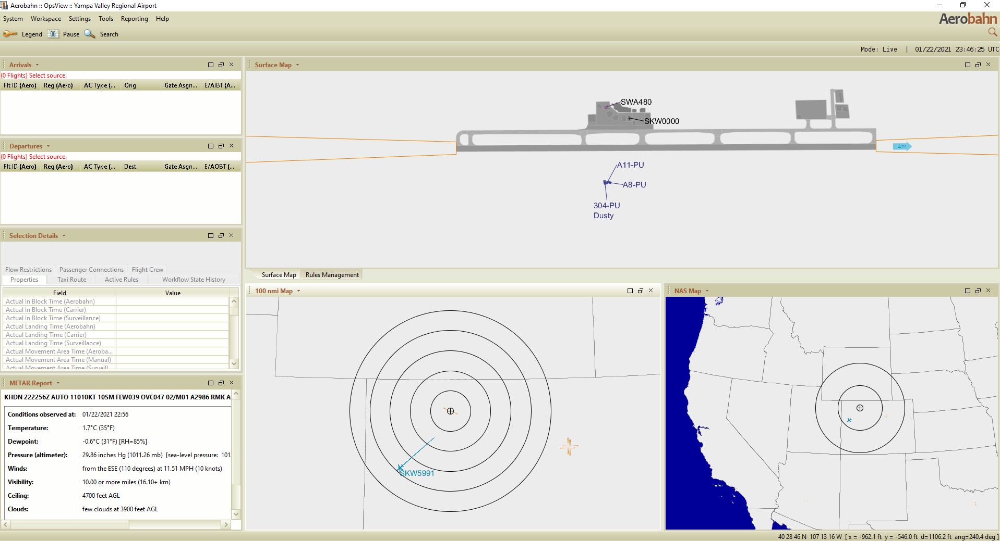 Aerobahn :: OpsView :: Yampa Valley Regional Airport
System Workspace Settings Tools Reporting Help
Aerobahn
Legend Pause Search
Mode: Live | 01/22/2021 23:46:25 UTC
Arrivals
(0 Flights) Select source.
Flt ID (Aero) Reg (Aero) AC Type (... Orig Gate Asgn... E/AIBT (A...
Departures
(0 Flights) Select source.
Flt ID (Aero) Reg (Aero) AC Type (... Dest Gate Asgn... E/AOBT (...
Selection Details
Flow Restrictions Passenger Connections Flight Crew
Properties Taxi Route Active Rules Workflow State History
Field Value
Actual In Block Time (Aerobahn)
Actual In Block Time (Carrier)
Actual In Block Time (Surveillance)
Actual Landing Time (Aerobahn)
Actual Landing Time (Carrier)
Actual Landing Time (Surveillance)
Actual Movement Area Time (Aeroba...
Actual Movement Area Time (Manual)
Actual Movement Area Time (Surveill
METAR Report
KHDN 222256Z AUTO 11010KT 10SM FEW039 OVC047 02/M01 A2986 RMK A
Conditions observed at: 01/22/2021 22:56
Temperature: 1.7°C (35°F)
Dewpoint: -0.6°C (31°F) [RH=85%]
Pressure (altimeter): 29.86 inches Hg (1011.26 mb) [sea-level pressure: 101
Winds: from the ESE (110 degrees) at 11.51 MPH (10 knots)
Visibility: 10.00 or more miles (16.10+ km)
Ceiling: 4700 feet AGL
Clouds: few clouds at 3900 feet AGL
Surface Map
SWA480
SKW0000
2/hr
A11-PU
A8-PU
304-PU
Dusty
Surface Map Rules Management
100 nmi Map
SKW5991
NAS Map
40 28 46 N 107 13 16 W [ x = -962.1 ft y = -546.0 ft d=1106.2 ft ang=240.4 deg ]